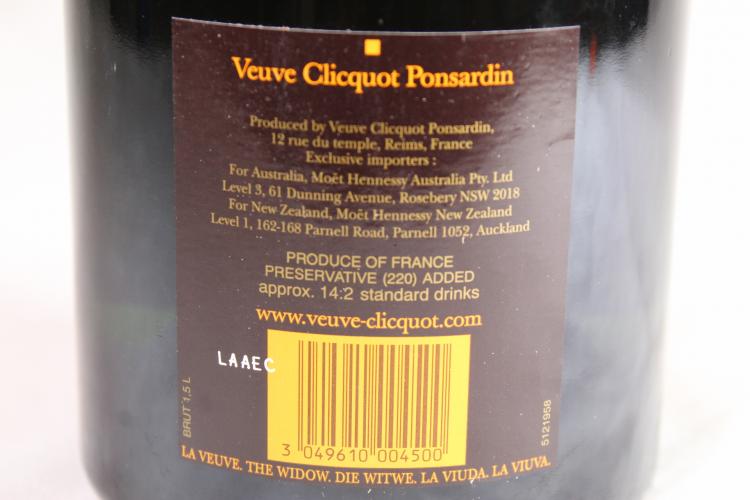 Veuve Clicquot Ponsardin
Produced by Veuve Clicquot Ponsardin,
12 rue du temple, Reims, France
Exclusive importers :
For Australia, Moët Hennessy Australia Pty. Ltd
Level 3, 61 Dunning Avenue, Rosebery NSW 2018
For New Zealand, Moët Hennessy New Zealand
Level 1, 162-168 Parnell Road, Parnell 1052, Auckland
PRODUCE OF FRANCE
PRESERVATIVE (220) ADDED
approx. 14:2 standard drinks
www.veuve-clicquot.com
LAAEC
BRUT 1,5 L
3 049610 004500
5121958
LA VEUVE. THE WIDOW. DIE WITWE. LA VIUDA. LA VIUVA.